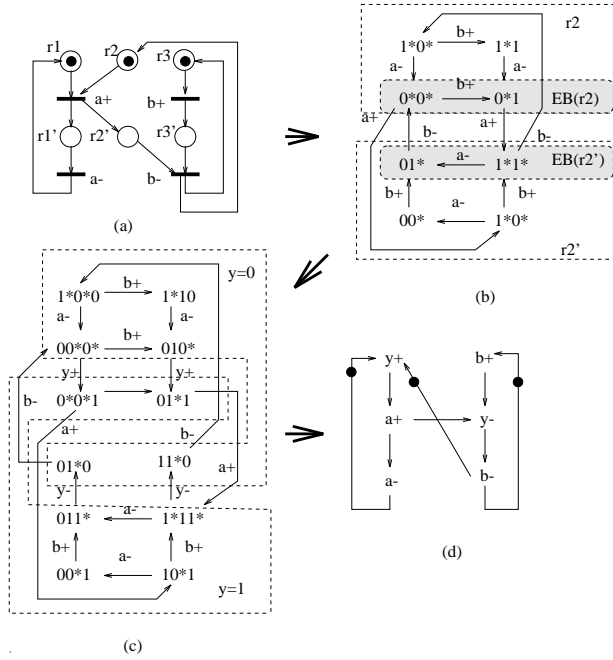 r1
r2
r3
a+
b+
r1'
r2'
r3'
a-
b-
(a)
r2
1*0*
b+
1*1
a-
a-
0*0*
b+
0*1
EB(r2)
a+
a+
b-
b-
01*
a-
1*1*
EB(r2')
b+
b+
00*
a-
1*0*
r2'
(b)
y=0
1*0*0
b+
1*10
a-
a-
00*0*
b+
010*
y+
y+
0*0*1
01*1
b-
a+
b-
a+
01*0
11*0
y-
y-
011*
a-
1*11*
b+
b+
00*1
a-
10*1
y=1
(c)
y+
b+
a+
y-
a-
b-
(d)